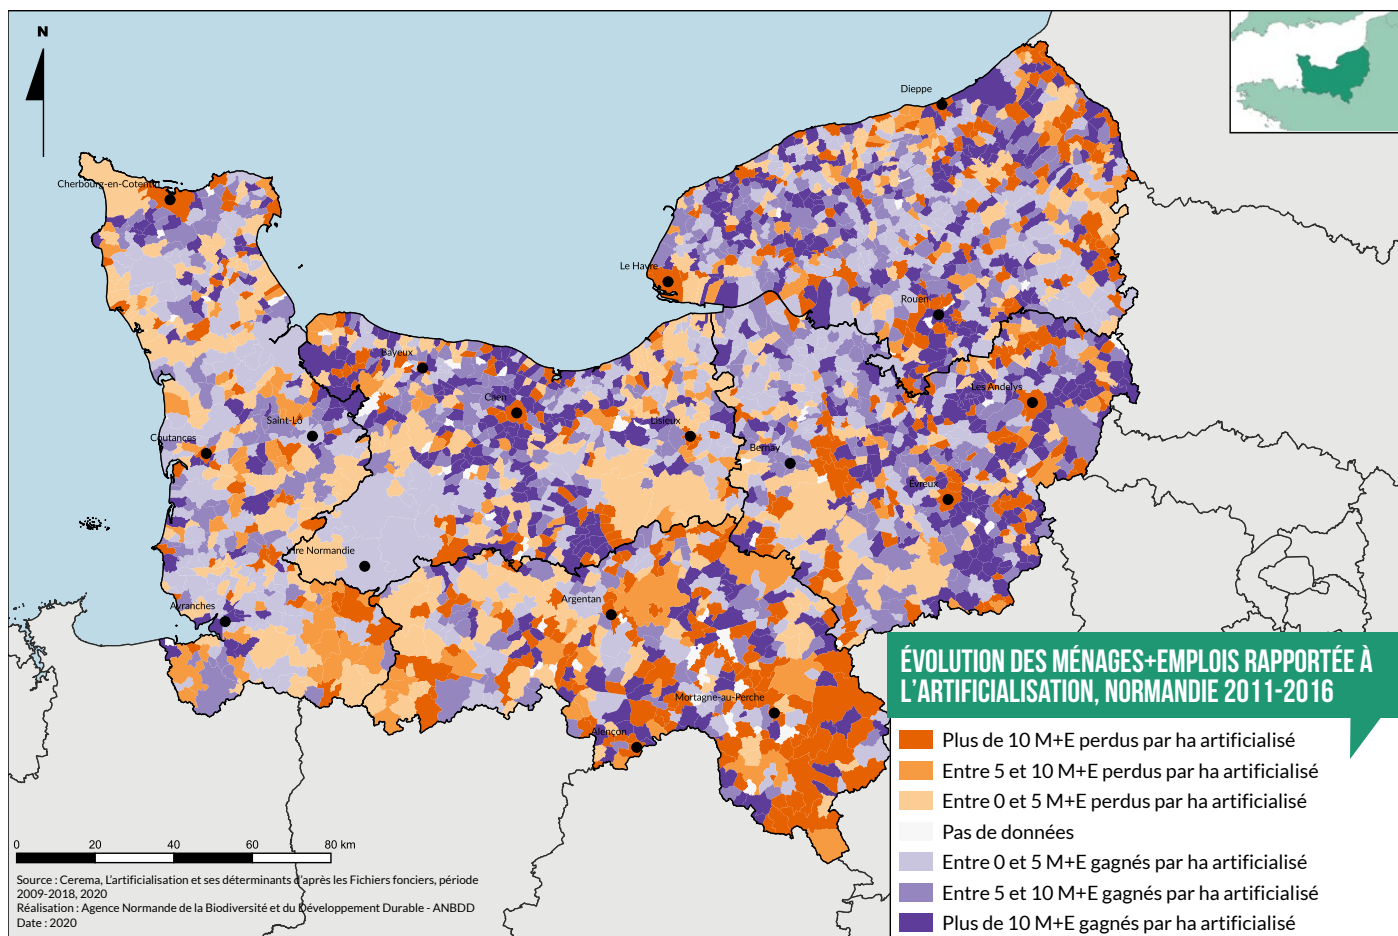 N
Dieppe
Cherbourg-en-Cotentin
Le Havre
Rouen
Bayeux
Les Andelys
Caen
Saint-Lô
Lisieux
Coutances
Bernay
Évreux
Vire Normandie
Argentan
Avranches
Mortagne-au-Perche
Alençon
ÉVOLUTION DES MÉNAGES+EMPLOIS RAPPORTÉE À
L'ARTIFICIALISATION, NORMANDIE 2011-2016
Plus de 10 M+E perdus par ha artificialisé
Entre 5 et 10 M+E perdus par ha artificialisé
Entre 0 et 5 M+E perdus par ha artificialisé
Pas de données
Entre 0 et 5 M+E gagnés par ha artificialisé
Entre 5 et 10 M+E gagnés par ha artificialisé
Plus de 10 M+E gagnés par ha artificialisé
0 20 40 60 80 km
Source : Cerema, L'artificialisation et ses déterminants d'après les Fichiers fonciers, période
2009-2018, 2020
Réalisation : Agence Normande de la Biodiversité et du Développement Durable - ANBDD
Date : 2020